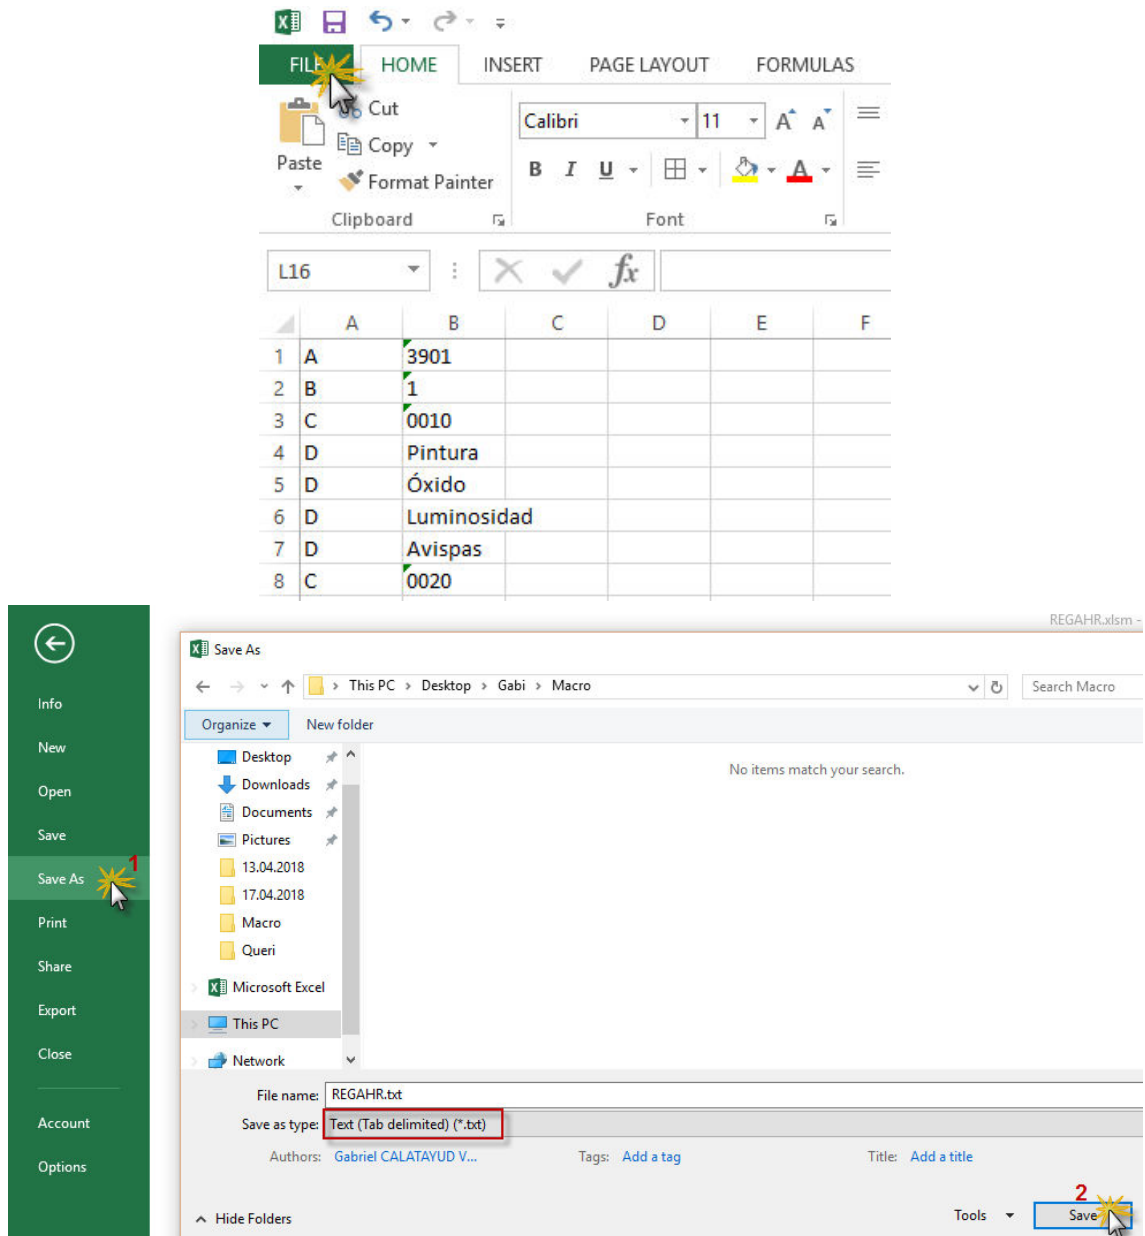 FILE HOME INSERT PAGE LAYOUT FORMULAS
Cut
Copy
Format Painter
Paste
Clipboard
Calibri 11 A A
B I U A
Font
L16 fx
A B C D E F
1 A 3901
2 B 1
3 C 0010
4 D Pintura
5 D Óxido
6 D Luminosidad
7 D Avispas
8 C 0020
Info
New
Open
Save
Save As 1
Print
Share
Export
Close
Account
Options
REGAHR.xlsm -
Save As
This PC > Desktop > Gabi > Macro
Search Macro
Organize New folder
Desktop
Downloads
Documents
Pictures
13.04.2018
17.04.2018
Macro
Queri
Microsoft Excel
This PC
Network
No items match your search.
File name: REGAHR.txt
Save as type: Text (Tab delimited) (*.txt)
Authors: Gabriel CALATAYUD V... Tags: Add a tag Title: Add a title
2
Hide Folders Tools Save